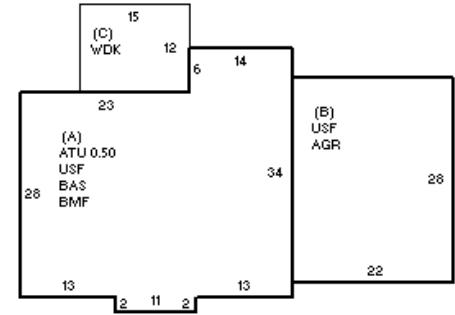 15
(C)
WDK
12
14
6
23
(A)
ATU 0.50
USF
BAS
BMF
(B)
USF
AGR
34
28
28
22
13
13
2
11
2